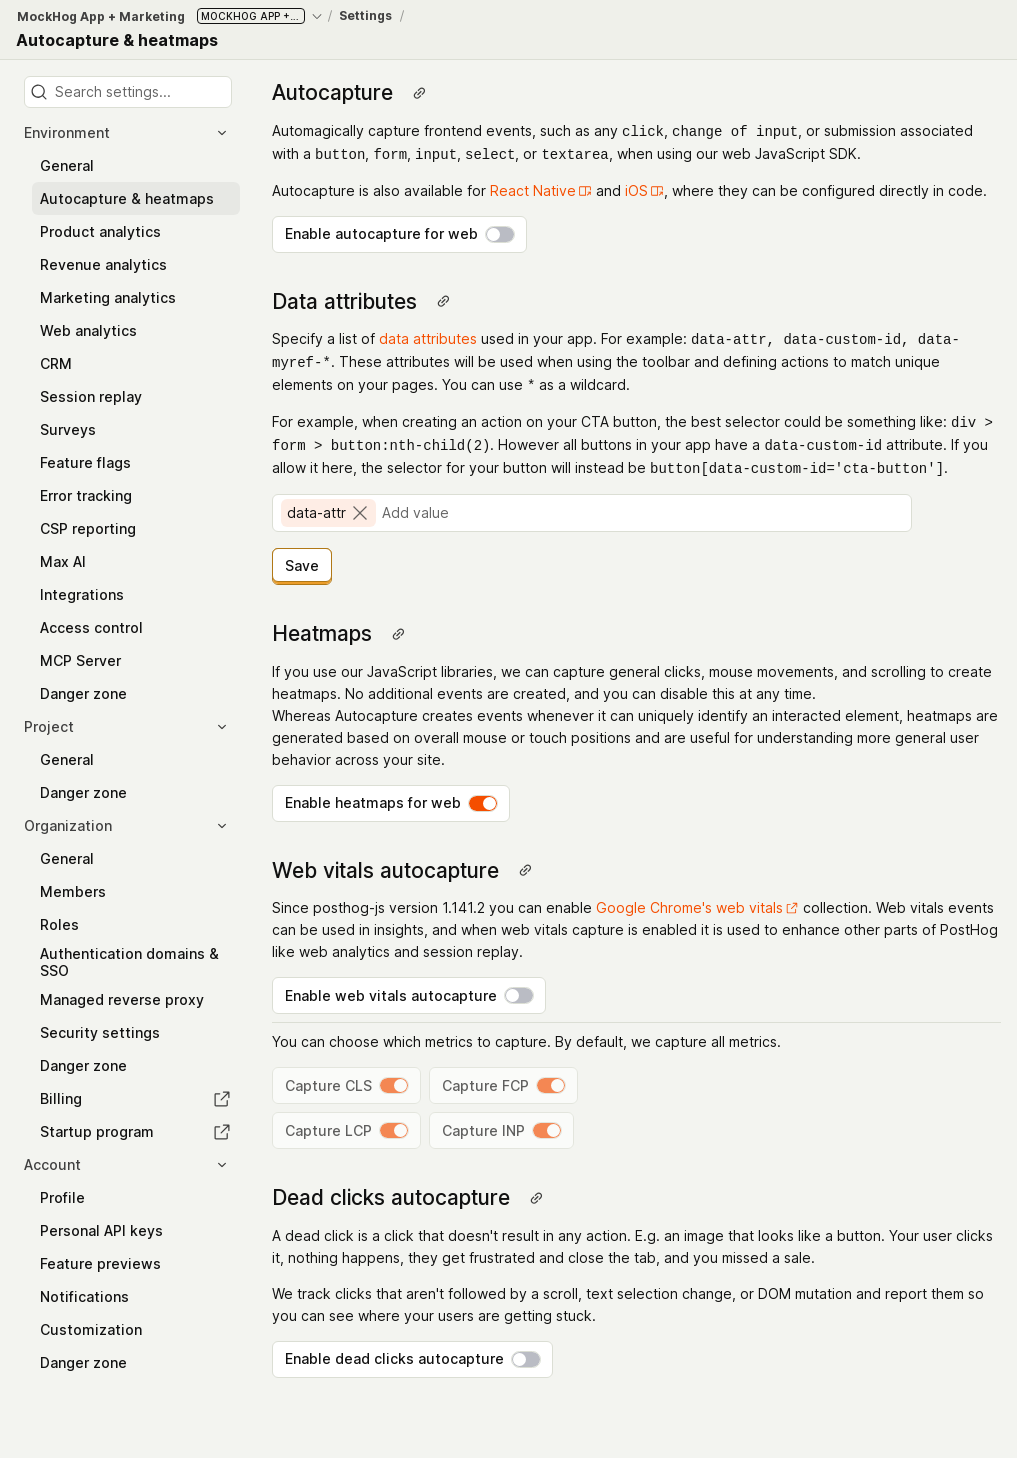 MockHog App + Marketing
MOCKHOG APP +...
/
Settings
/
Autocapture & heatmaps
Search settings...
Environment
General
Autocapture & heatmaps
Product analytics
Revenue analytics
Marketing analytics
Web analytics
CRM
Session replay
Surveys
Feature flags
Error tracking
CSP reporting
Max AI
Integrations
Access control
MCP Server
Danger zone
Project
General
Danger zone
Organization
General
Members
Roles
Authentication domains &
SSO
Managed reverse proxy
Security settings
Danger zone
Billing
Startup program
Account
Profile
Personal API keys
Feature previews
Notifications
Customization
Danger zone
Autocapture
Automagically capture frontend events, such as any click, change of input, or submission associated
with a button, form, input, select, or textarea, when using our web JavaScript SDK.
Autocapture is also available for React Native and iOS, where they can be configured directly in code.
Enable autocapture for web
Data attributes
Specify a list of data attributes used in your app. For example: data-attr, data-custom-id, data-
myref-*. These attributes will be used when using the toolbar and defining actions to match unique
elements on your pages. You can use * as a wildcard.
For example, when creating an action on your CTA button, the best selector could be something like: div >
form > button:nth-child(2). However all buttons in your app have a data-custom-id attribute. If you
allow it here, the selector for your button will instead be button[data-custom-id='cta-button'].
data-attr
Add value
Save
Heatmaps
If you use our JavaScript libraries, we can capture general clicks, mouse movements, and scrolling to create
heatmaps. No additional events are created, and you can disable this at any time.
Whereas Autocapture creates events whenever it can uniquely identify an interacted element, heatmaps are
generated based on overall mouse or touch positions and are useful for understanding more general user
behavior across your site.
Enable heatmaps for web
Web vitals autocapture
Since posthog-js version 1.141.2 you can enable Google Chrome's web vitals collection. Web vitals events
can be used in insights, and when web vitals capture is enabled it is used to enhance other parts of PostHog
like web analytics and session replay.
Enable web vitals autocapture
You can choose which metrics to capture. By default, we capture all metrics.
Capture CLS
Capture FCP
Capture LCP
Capture INP
Dead clicks autocapture
A dead click is a click that doesn't result in any action. E.g. an image that looks like a button. Your user clicks
it, nothing happens, they get frustrated and close the tab, and you missed a sale.
We track clicks that aren't followed by a scroll, text selection change, or DOM mutation and report them so
you can see where your users are getting stuck.
Enable dead clicks autocapture